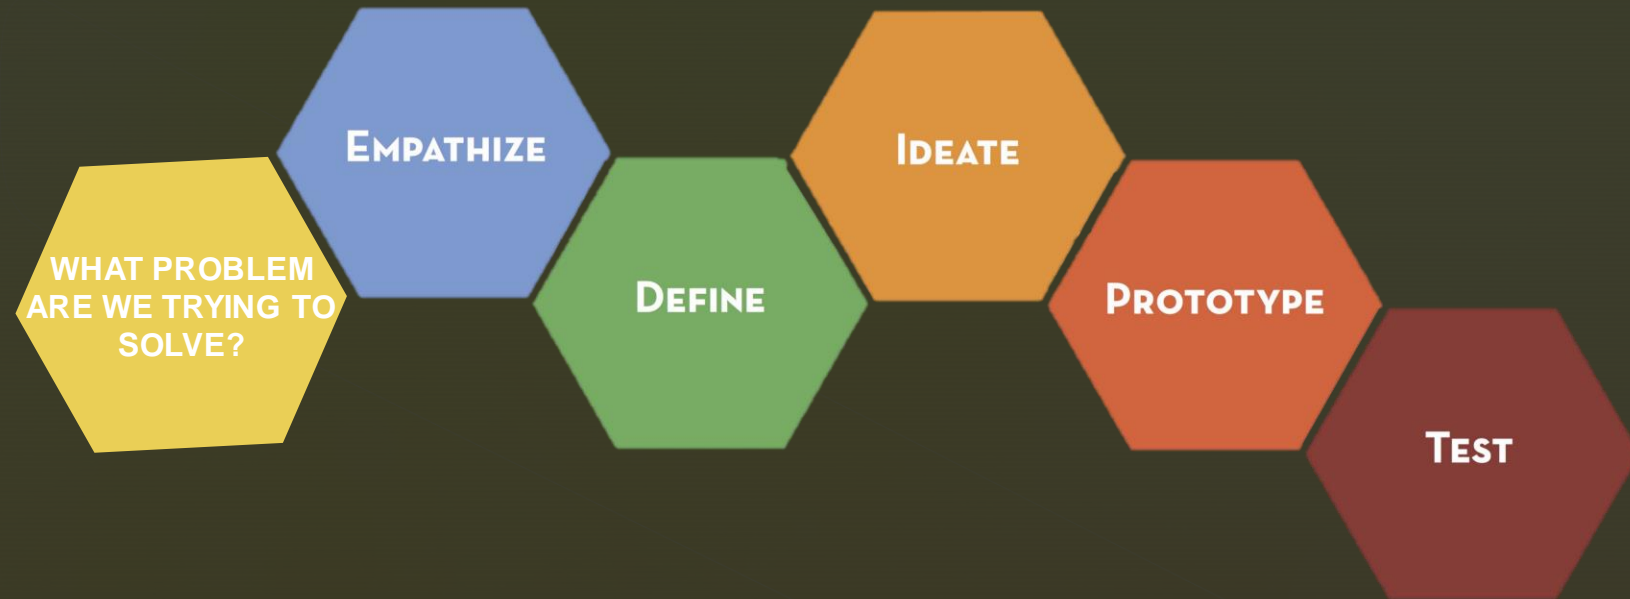 WHAT PROBLEM
ARE WE TRYING TO
SOLVE?
EMPATHIZE
DEFINE
IDEATE
PROTOTYPE
TEST